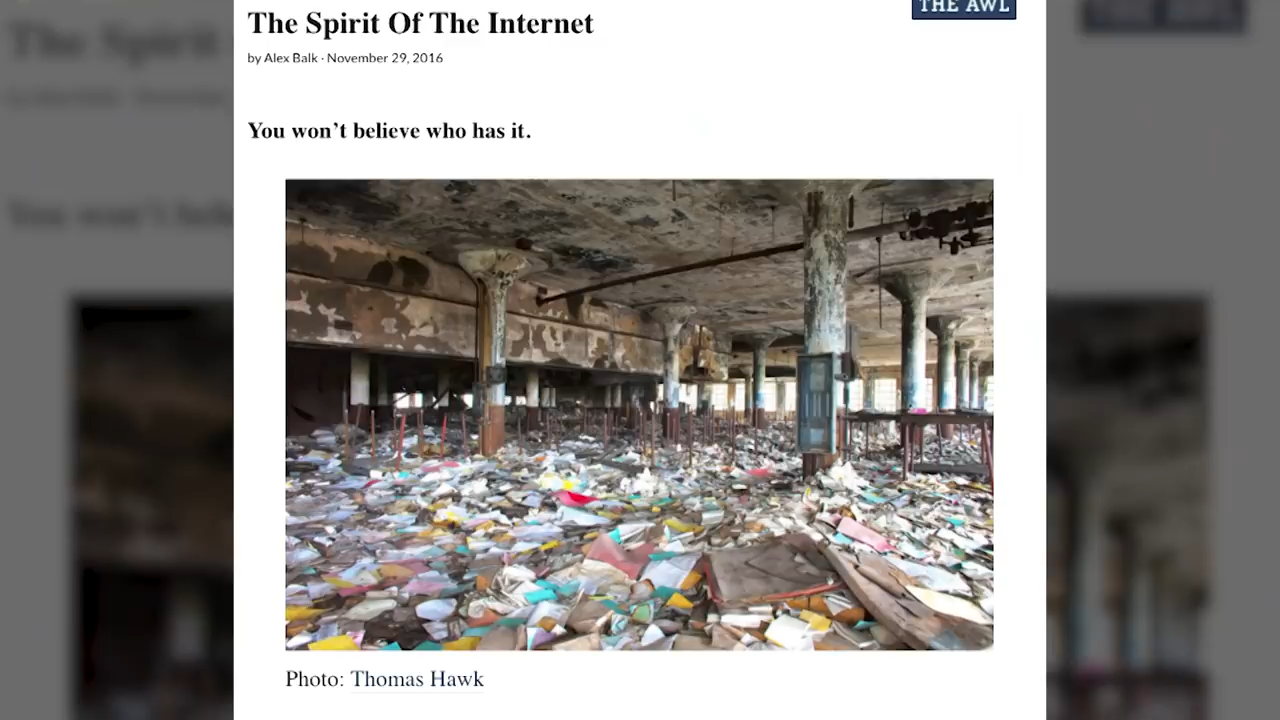 THE AWL
The Spirit Of The Internet
by Alex Balk · November 29, 2016
You won't believe who has it.
Photo: Thomas Hawk